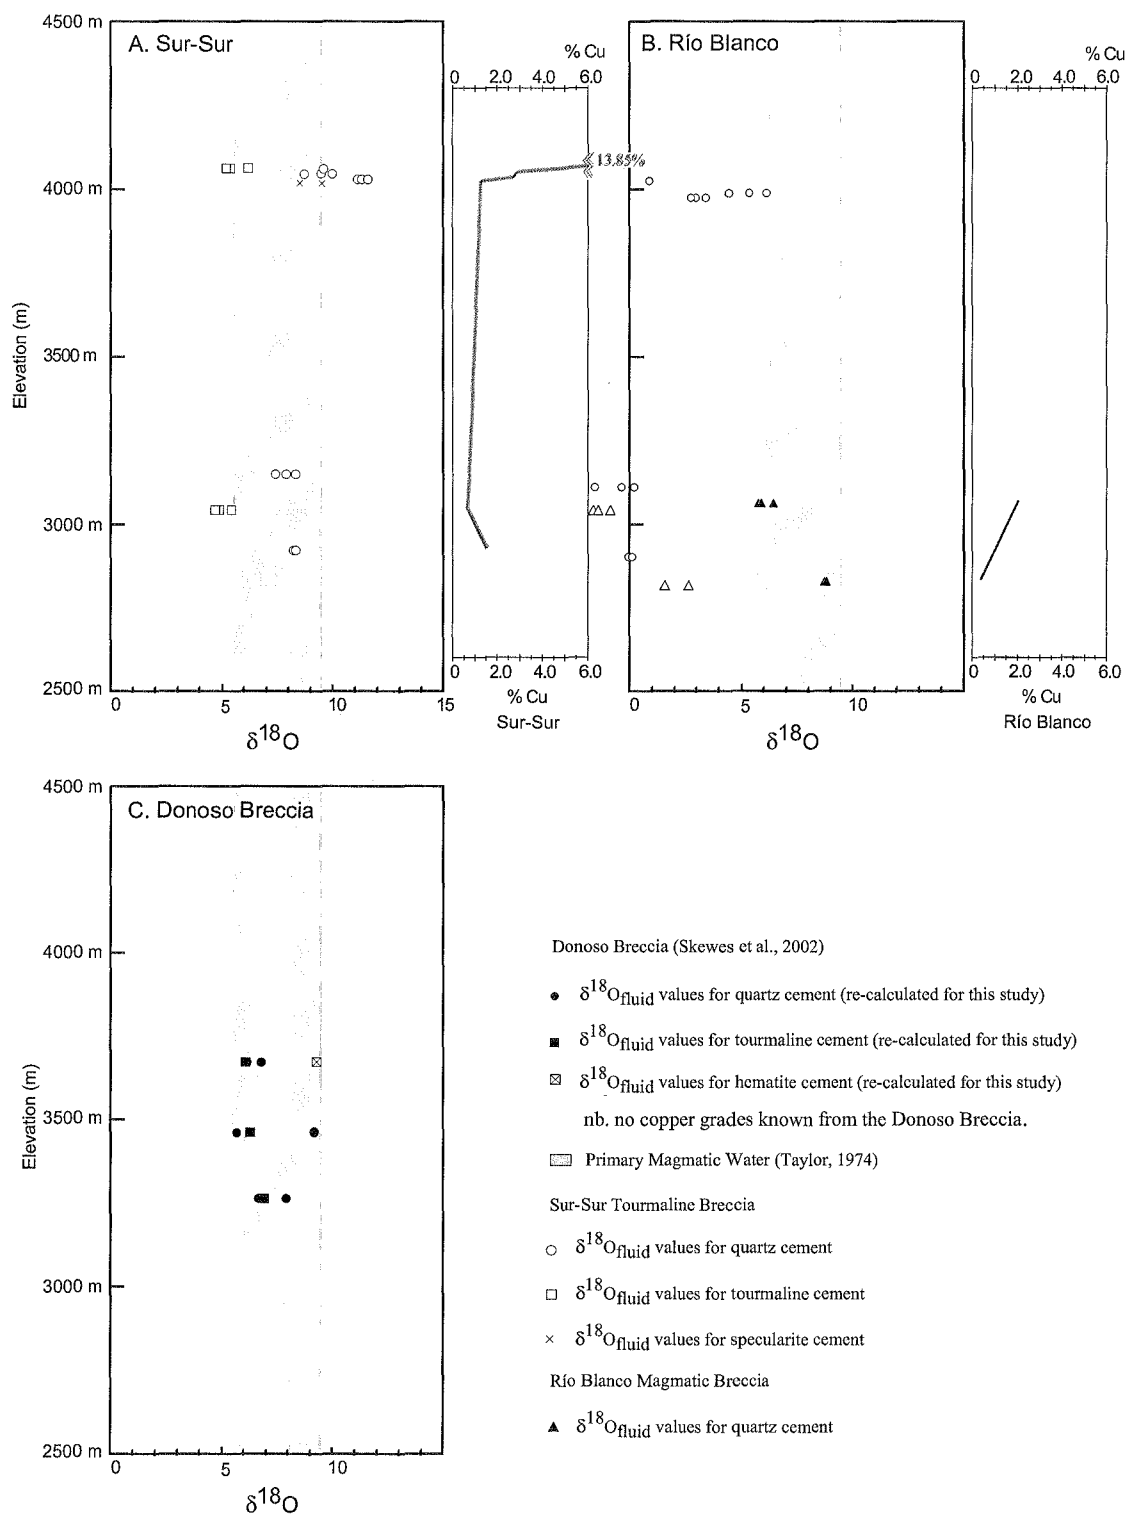 4500 m
A. Sur-Sur
B. Río Blanco
% Cu
% Cu
0 2.0 4.0 6.0
0 2.0 4.0 6.0
13.85%
4000 m
3500 m
3000 m
2500 m
Elevation (m)
0 5 10 15
δ18O
0 2.0 4.0 6.0
% Cu
Sur-Sur
0 5 10
δ18O
0 2.0 4.0 6.0
% Cu
Río Blanco
4500 m
C. Donoso Breccia
4000 m
3500 m
3000 m
2500 m
Elevation (m)
0 5 10
δ18O
Donoso Breccia (Skewes et al., 2002)
δ18Ofluid values for quartz cement (re-calculated for this study)
δ18Ofluid values for tourmaline cement (re-calculated for this study)
δ18Ofluid values for hematite cement (re-calculated for this study)
nb. no copper grades known from the Donoso Breccia.
Primary Magmatic Water (Taylor, 1974)
Sur-Sur Tourmaline Breccia
δ18Ofluid values for quartz cement
δ18Ofluid values for tourmaline cement
δ18Ofluid values for specularite cement
Río Blanco Magmatic Breccia
δ18Ofluid values for quartz cement